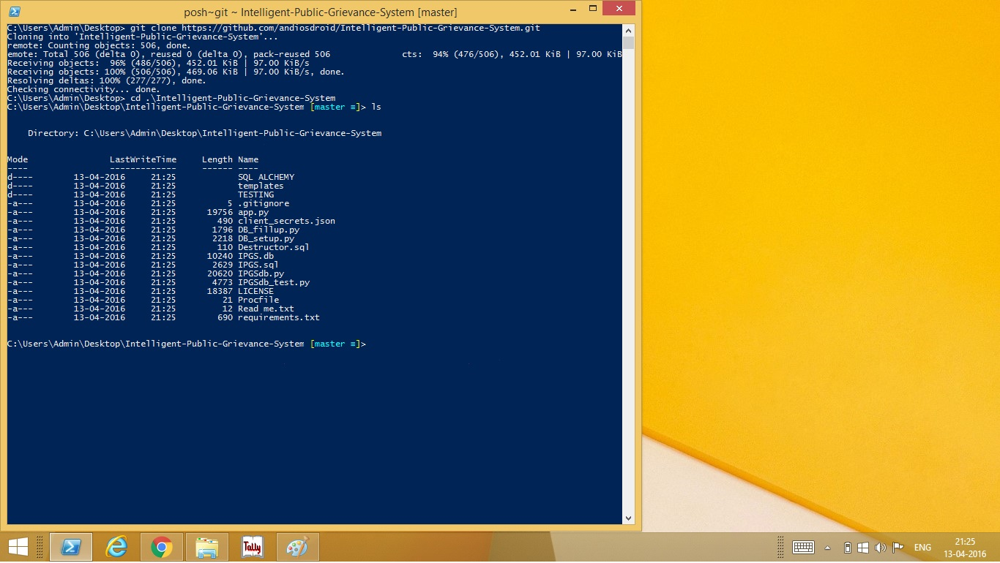 posh~git ~ Intelligent-Public-Grievance-System [master]
C:\Users\Admin\Desktop> git clone https://github.com/andiosdroid/Intelligent-Public-Grievance-System.git
Cloning into 'Intelligent-Public-Grievance-System'...
remote: Counting objects: 506, done.
emote: Total 506 (delta 0), reused 0 (delta 0), pack-reused 506              cts:  94% (476/506), 452.01 KiB | 97.00 KiB
Receiving objects:  96% (486/506), 452.01 KiB | 97.00 KiB/s
Receiving objects: 100% (506/506), 469.06 KiB | 97.00 KiB/s, done.
Resolving deltas: 100% (277/277), done.
Checking connectivity... done.
C:\Users\Admin\Desktop> cd .\Intelligent-Public-Grievance-System
C:\Users\Admin\Desktop\Intelligent-Public-Grievance-System [master ≡]> ls
Directory: C:\Users\Admin\Desktop\Intelligent-Public-Grievance-System
Mode                LastWriteTime     Length Name
----                -------------     ------ ----
d----        13-04-2016     21:25            SQL ALCHEMY
d----        13-04-2016     21:25            templates
d----        13-04-2016     21:25            TESTING
-a---        13-04-2016     21:25          5 .gitignore
-a---        13-04-2016     21:25      19756 app.py
-a---        13-04-2016     21:25        490 client_secrets.json
-a---        13-04-2016     21:25       1796 DB_fillup.py
-a---        13-04-2016     21:25       2218 DB_setup.py
-a---        13-04-2016     21:25        110 Destructor.sql
-a---        13-04-2016     21:25      10240 IPGS.db
-a---        13-04-2016     21:25       2629 IPGS.sql
-a---        13-04-2016     21:25      20620 IPGSdb.py
-a---        13-04-2016     21:25       4773 IPGSdb_test.py
-a---        13-04-2016     21:25      18387 LICENSE
-a---        13-04-2016     21:25         21 Procfile
-a---        13-04-2016     21:25         12 Read me.txt
-a---        13-04-2016     21:25        690 requirements.txt
C:\Users\Admin\Desktop\Intelligent-Public-Grievance-System [master ≡]>
Tally
ENG
21:25
13-04-2016